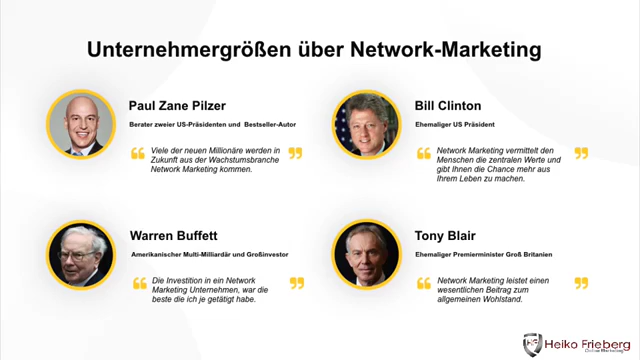 Unternehmergrößen über Network-Marketing
Paul Zane Pilzer
Berater zweier US-Präsidenten und Bestseller-Autor
Viele der neuen Millionäre werden in
Zukunft aus der Wachstumsbranche
Network Marketing kommen.
Bill Clinton
Ehemaliger US Präsident
Network Marketing vermittelt den
Menschen die zentralen Werte und
gibt Ihnen die Chance mehr aus
Ihrem Leben zu machen.
Warren Buffett
Amerikanischer Multi-Milliardär und Großinvestor
Die Investition in ein Network
Marketing Unternehmen, war die
beste die ich je getätigt habe.
Tony Blair
Ehemaliger Premierminister Groß Britanien
Network Marketing leistet einen
wesentlichen Beitrag zum
allgemeinen Wohlstand.
Heiko Frieberg
Online Marketing